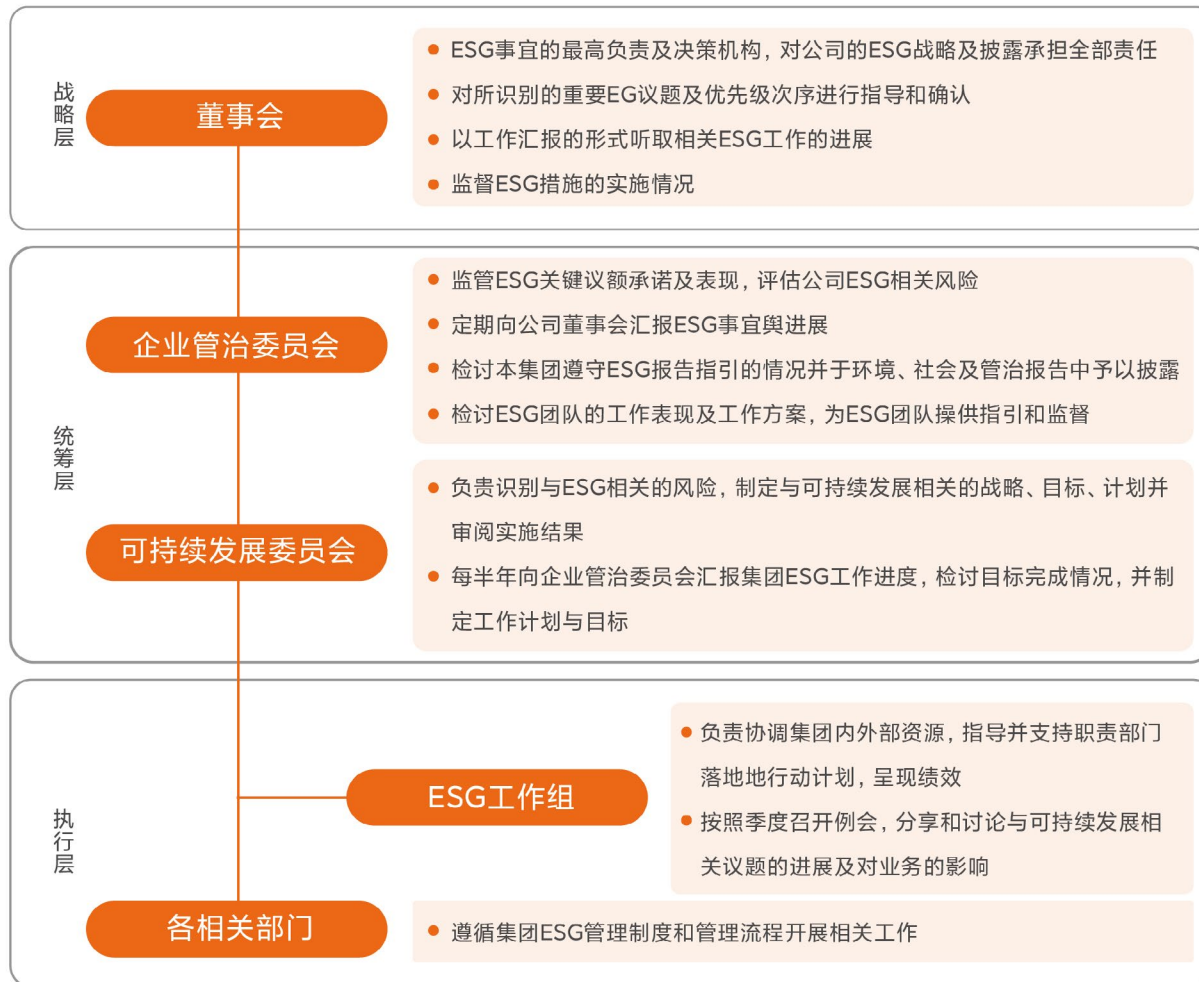 战略层
董事会
ESG事宜的最高负责及决策机构，对公司的ESG战略及披露承担全部责任
对所识别的重要EG议题及优先级次序进行指导和确认
以工作汇报的形式听取相关ESG工作的进展
监督ESG措施的实施情况
统筹层
企业管治委员会
监管ESG关键议额承诺及表现，评估公司ESG相关风险
定期向公司董事会汇报ESG事宜舆进展
检讨本集团遵守ESG报告指引的情况并于环境、社会及管治报告中予以披露
检讨ESG团队的工作表现及工作方案，为ESG团队操供指引和监督
可持续发展委员会
负贵识别与ESG相关的风险，制定与可持续发展相关的战略、目标、计划并
审阅实施结果
每半年向企业管治委员会汇报集团ESG工作进度，检讨目标完成情况，并制
定工作计划与目标
执行层
ESG工作组
负责协调集团内外部资源，指导并支持职责部门
落地地行动计划，呈现绩效
按照季度召开例会，分享和讨论与可持续发展相
关议题的进展及对业务的影响
各相关部门
遵循集团ESG管理制度和管理流程开展相关工作